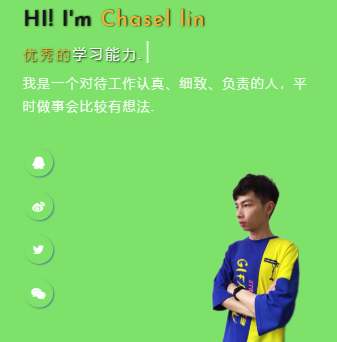 HI! I'm Chasel lin
优秀的学习能力.
我是一个对待工作认真、细致、负责的人，平
时做事会比较有想法.